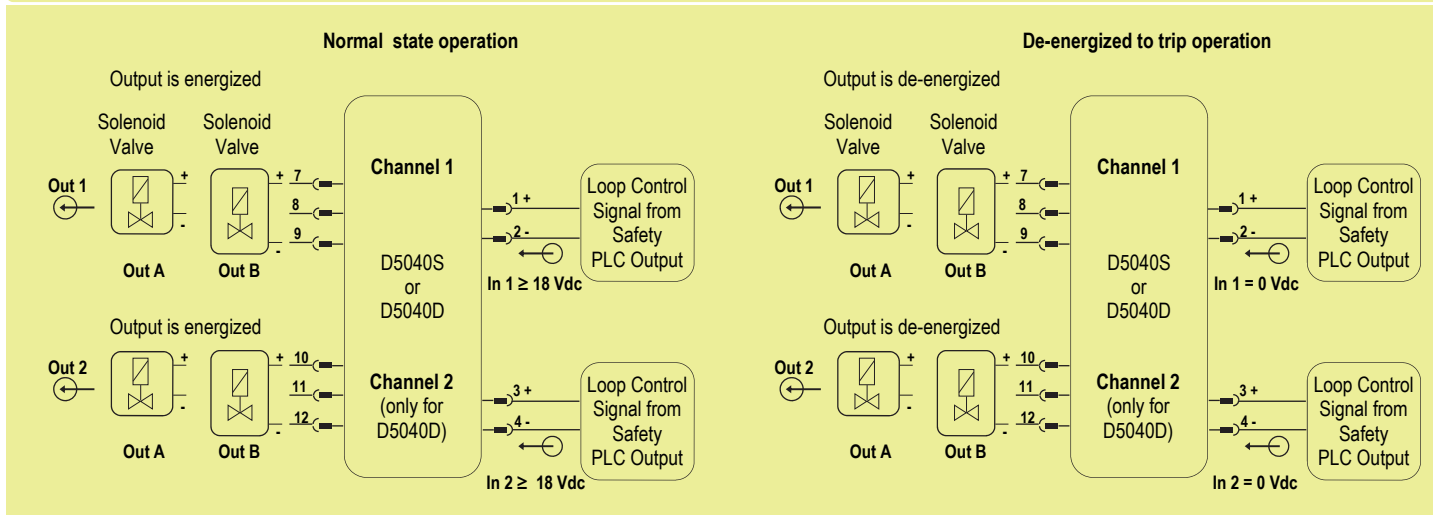 Normal state operation
Output is energized
Solenoid Valve
Solenoid Valve
Out 1
+
-
Out A
+
-
Out B
7
8
9
Channel 1
D5040S
or
D5040D
1 +
2 -
In 1 ≥ 18 Vdc
Loop Control
Signal from
Safety
PLC Output
Output is energized
Out 2
+
-
Out A
+
-
Out B
10
11
12
Channel 2
(only for
D5040D)
3 +
4 -
In 2 ≥ 18 Vdc
Loop Control
Signal from
Safety
PLC Output
De-energized to trip operation
Output is de-energized
Solenoid Valve
Solenoid Valve
Out 1
+
-
Out A
+
-
Out B
7
8
9
Channel 1
D5040S
or
D5040D
1 +
2 -
In 1 = 0 Vdc
Loop Control
Signal from
Safety
PLC Output
Output is de-energized
Out 2
+
-
Out A
+
-
Out B
10
11
12
Channel 2
(only for
D5040D)
3 +
4 -
In 2 = 0 Vdc
Loop Control
Signal from
Safety
PLC Output